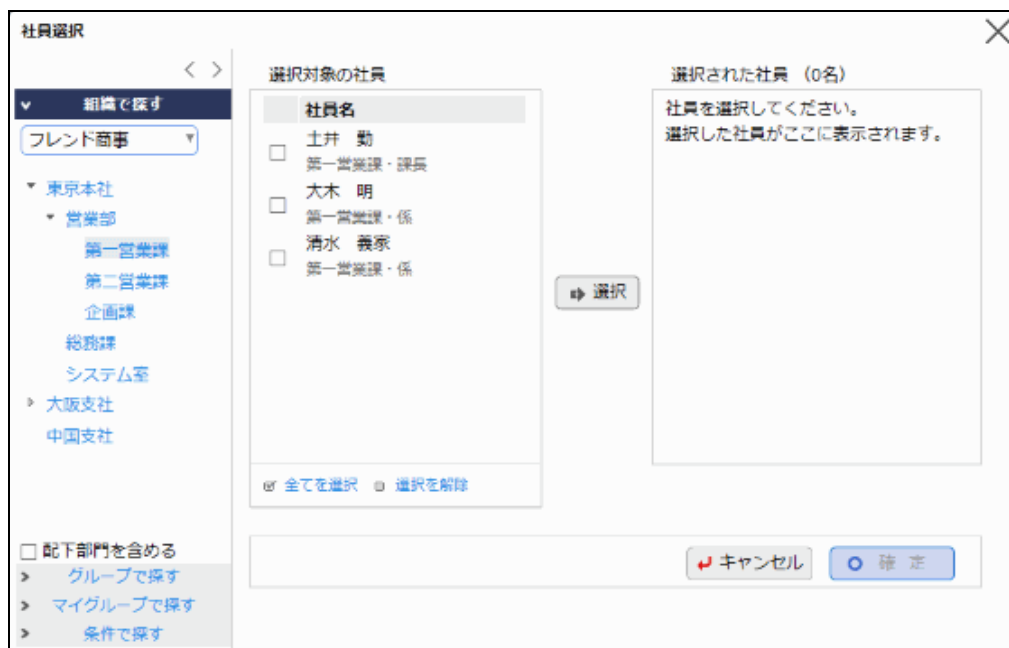 社員選択
組織で探す
フレンド商事
東京本社
営業部
第一営業課
第二営業課
企画課
総務課
システム室
大阪支社
中国支社
配下部門を含める
グループで探す
マイグループで探す
条件で探す
選択対象の社員
社員名
土井 勤
第一営業課・課長
大木 明
第一営業課・係
清水 義家
第一営業課・係
全てを選択 選択を解除
選択
選択された社員 (0名)
社員を選択してください。
選択した社員がここに表示されます。
キャンセル
確 定